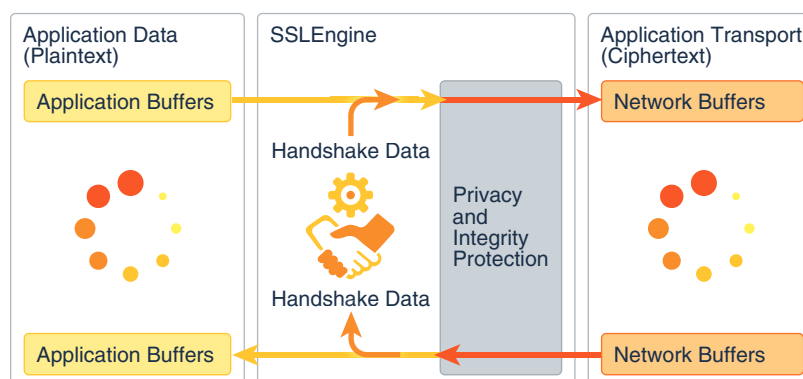 Application Data
(Plaintext)
SSLEngine
Application Transport
(Ciphertext)
Application Buffers
Network Buffers
Handshake Data
Privacy
and
Integrity
Protection
Handshake Data
Application Buffers
Network Buffers